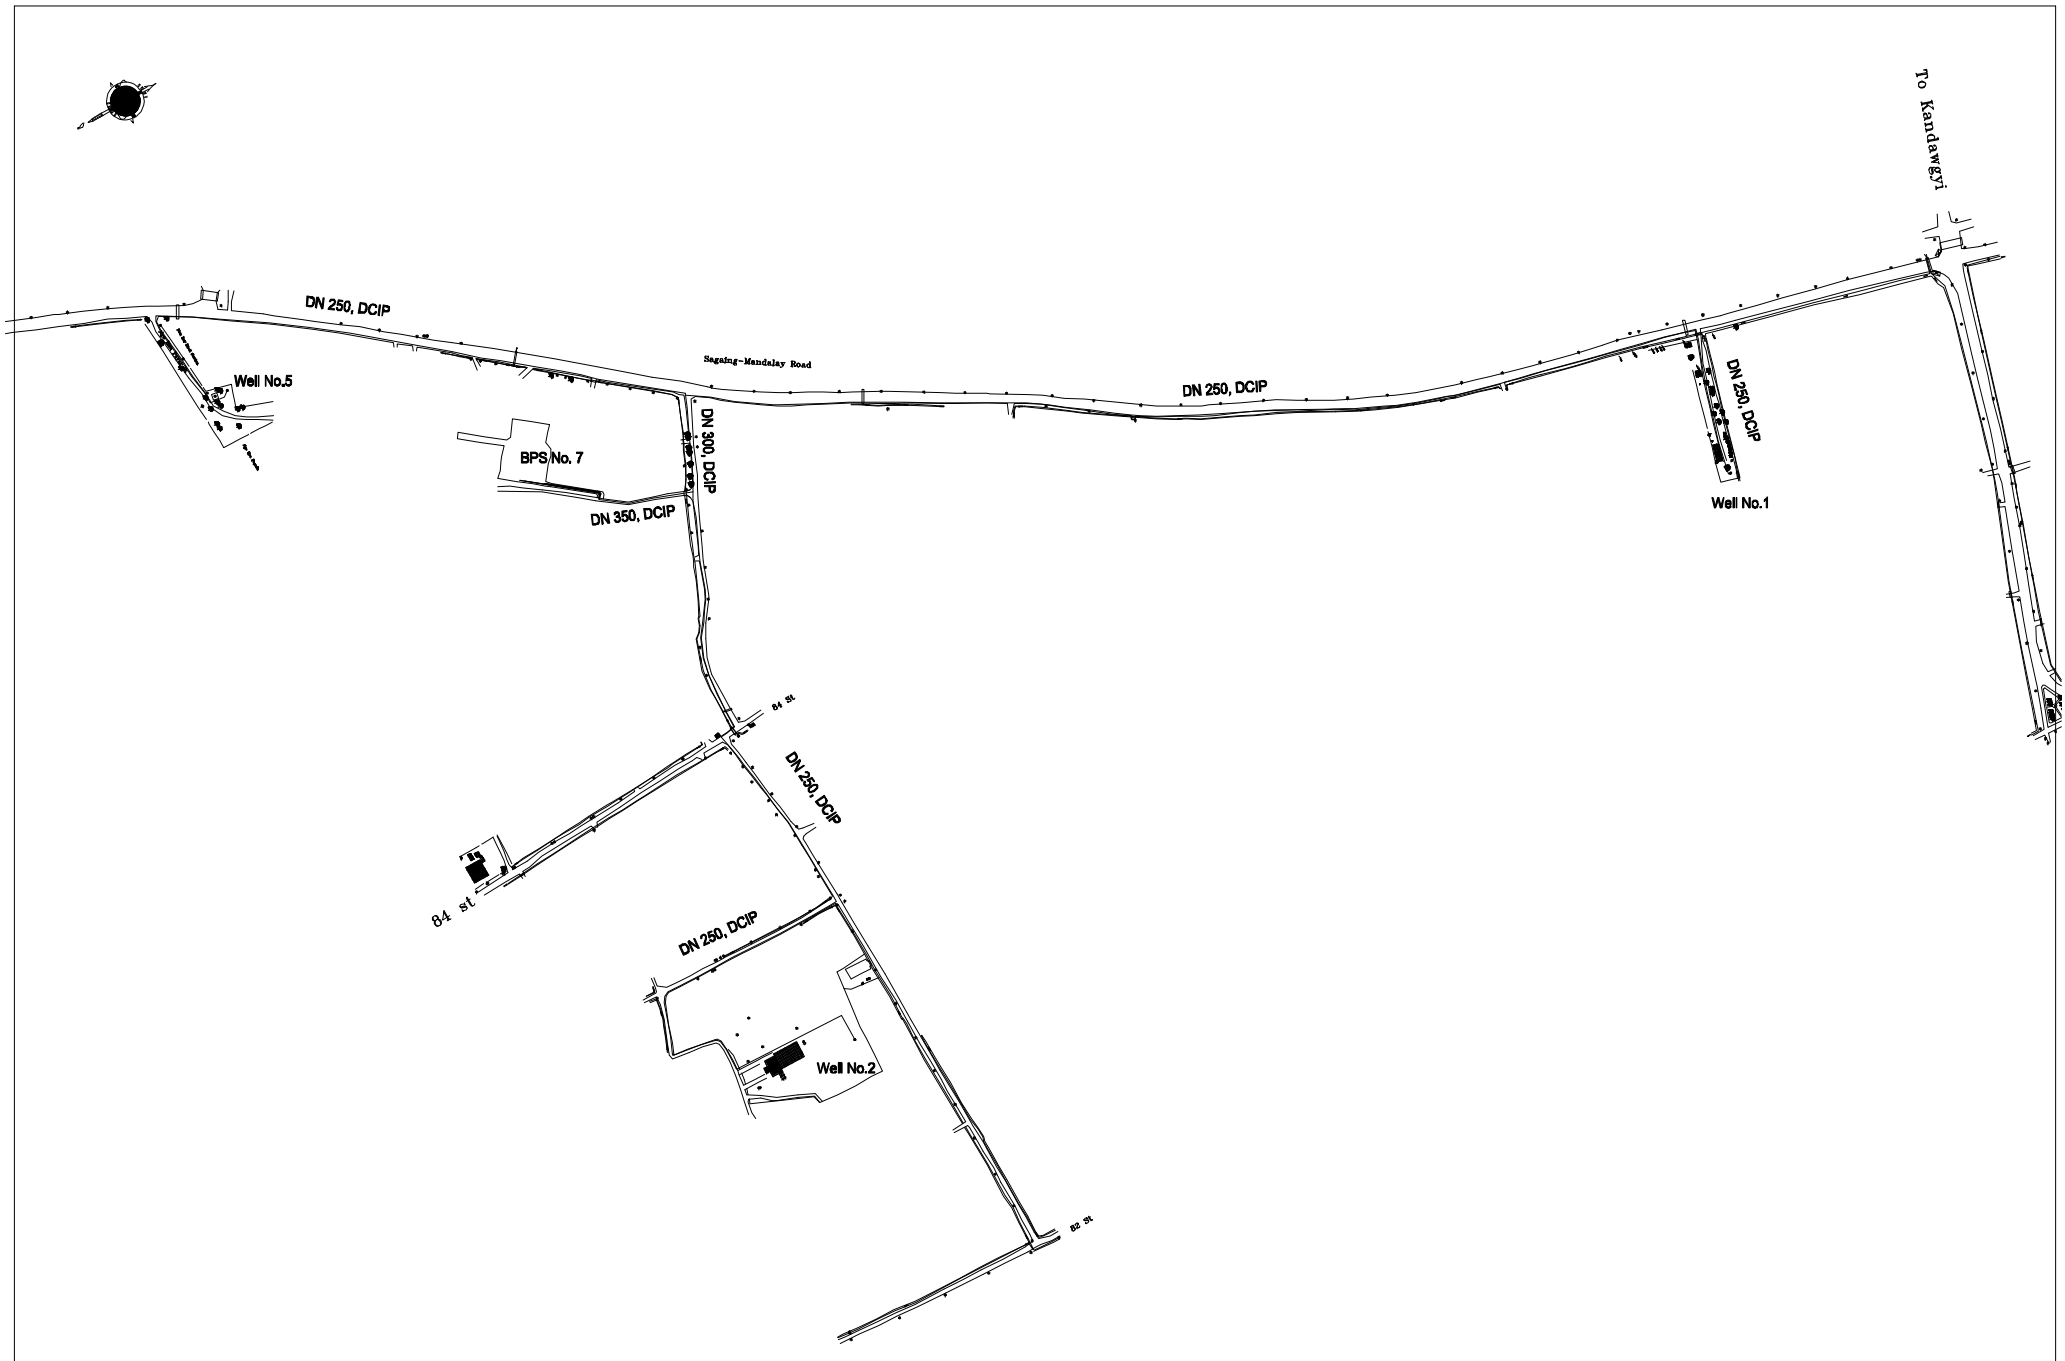 To Kandawgyi
DN 250, DCIP
Sagaing-Mandalay Road
Well No.5
DN 250, DCIP
DN 250, DCIP
DN 300, DCIP
BPS No. 7
Well No.1
DN 350, DCIP
84 St
DN 250, DCIP
84 st
DN 250, DCIP
Well No.2
82 St